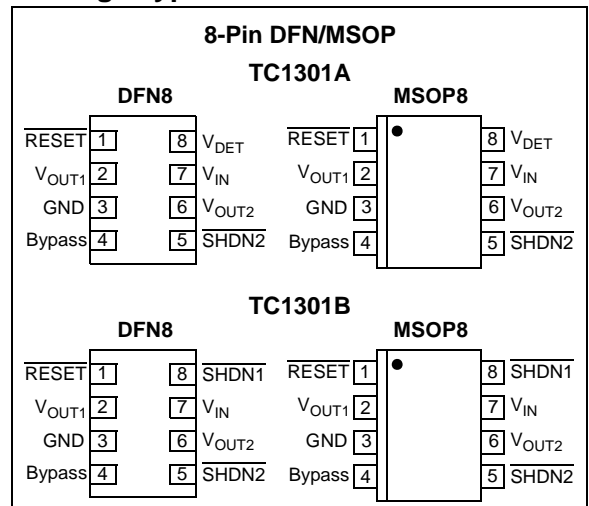 8-Pin DFN/MSOP
TC1301A
DFN8
RESET 1
VOUT1 2
GND 3
Bypass 4
8 VDET
7 VIN
6 VOUT2
5 SHDN2
MSOP8
RESET 1
VOUT1 2
GND 3
Bypass 4
8 VDET
7 VIN
6 VOUT2
5 SHDN2
TC1301B
DFN8
RESET 1
VOUT1 2
GND 3
Bypass 4
8 SHDN1
7 VIN
6 VOUT2
5 SHDN2
MSOP8
RESET 1
VOUT1 2
GND 3
Bypass 4
8 SHDN1
7 VIN
6 VOUT2
5 SHDN2